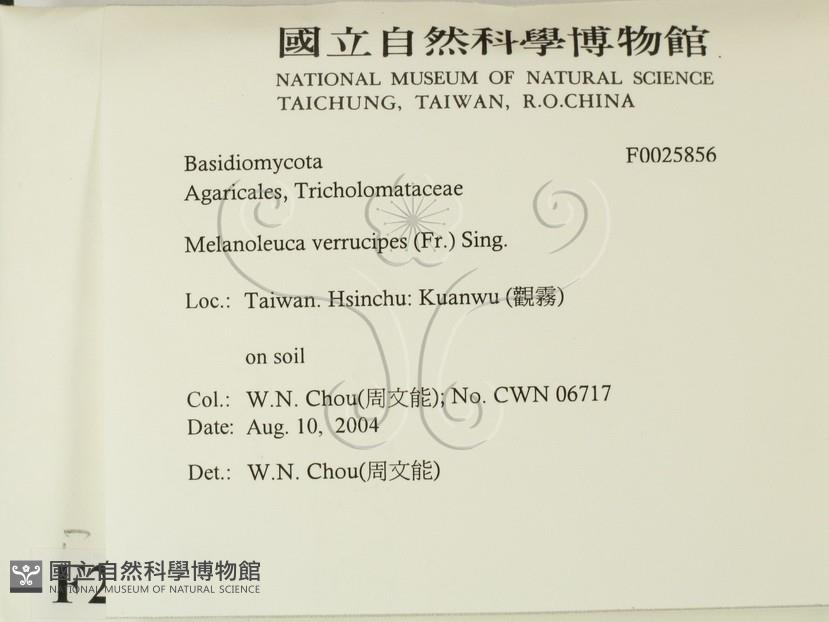 國立自然科學博物館
NATIONAL MUSEUM OF NATURAL SCIENCE
TAICHUNG, TAIWAN, R.O.CHINA
Basidiomycota
F0025856
Agaricales, Tricholomataceae
Melanoleuca verrucipes (Fr.) Sing.
Loc.: Taiwan. Hsinchu: Kuanwu (觀霧)
on soil
Col.: W.N. Chou(周文能); No. CWN 06717
Date: Aug. 10, 2004
Det.: W.N. Chou(周文能)
F2
國立自然科學博物館
NATIONAL MUSEUM OF NATURAL SCIENCE